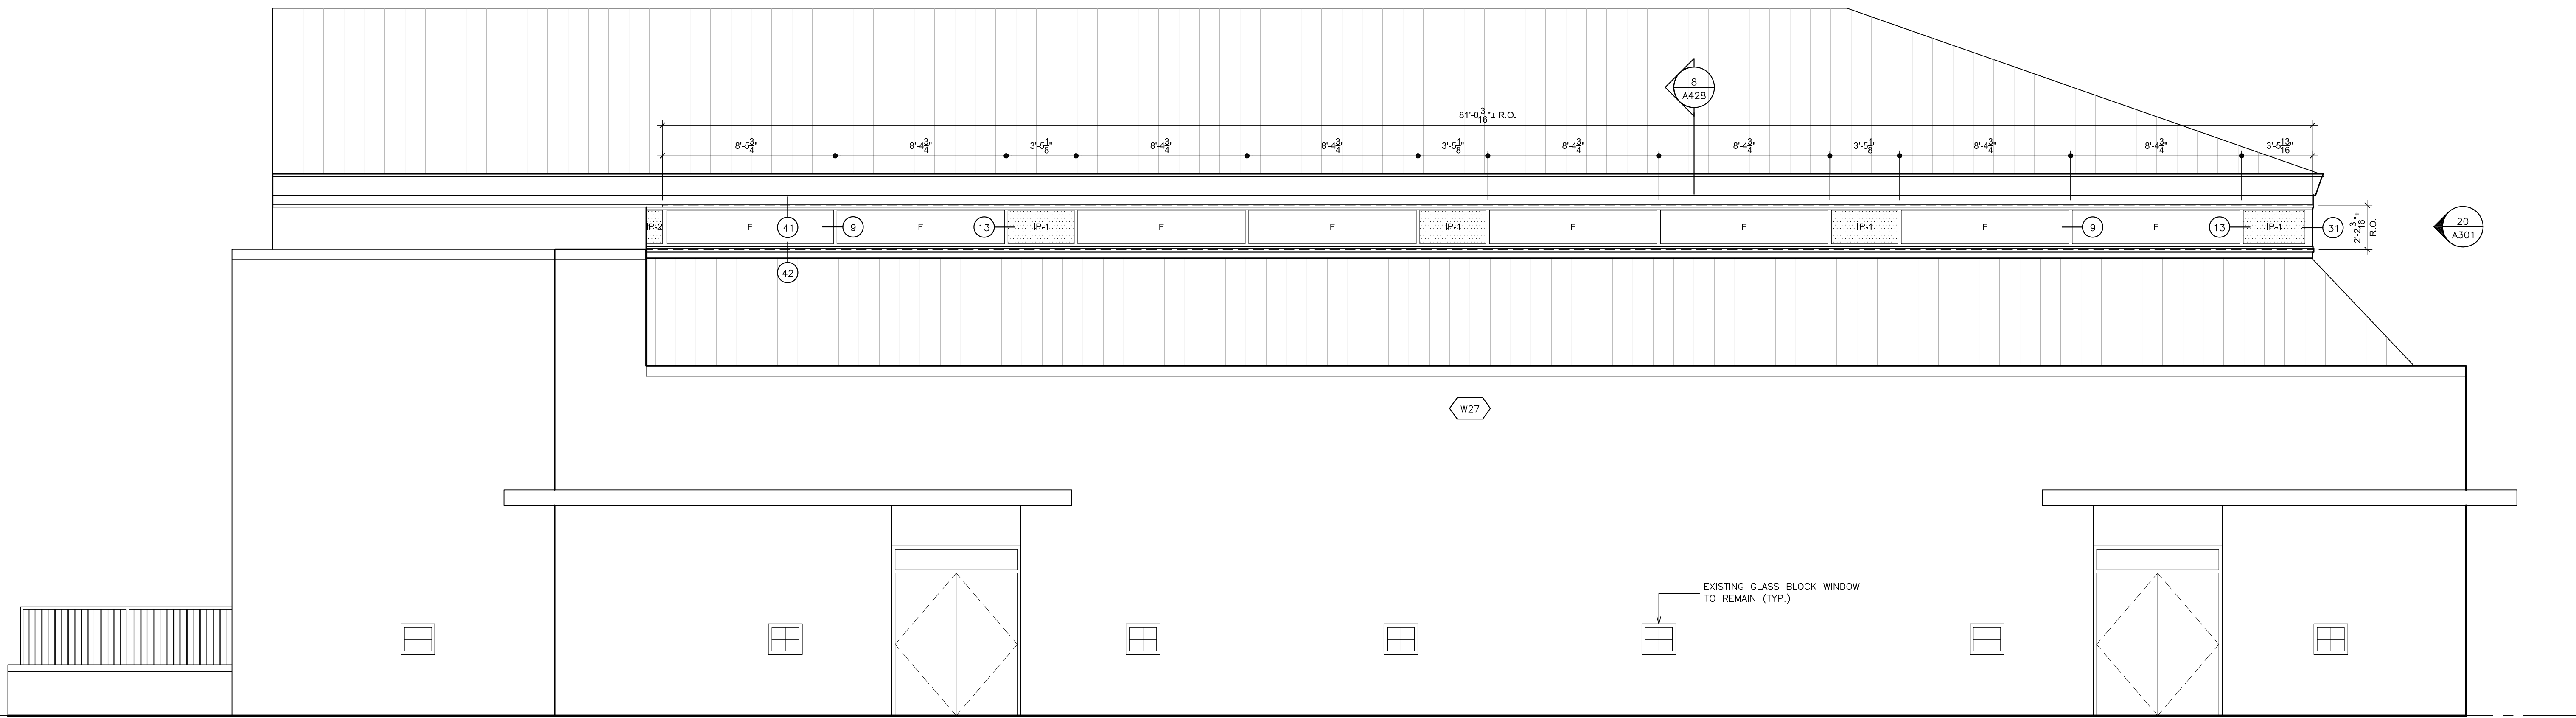 8
A428
81'-0 3/16"± R.O.
8'-5 3/4" 8'-4 3/4" 3'-5 1/8" 8'-4 3/4" 8'-4 3/4" 3'-5 1/8" 8'-4 3/4" 8'-4 3/4" 3'-5 1/8" 8'-4 3/4" 8'-4 3/4" 3'-5 13/16"
IP-2 F 41 9 F 13 IP-1 F F IP-1 F F IP-1 F 9 F 13 IP-1 31
2'-2 3/16"±
R.O.
20
A301
42
W27
EXISTING GLASS BLOCK WINDOW
TO REMAIN (TYP.)